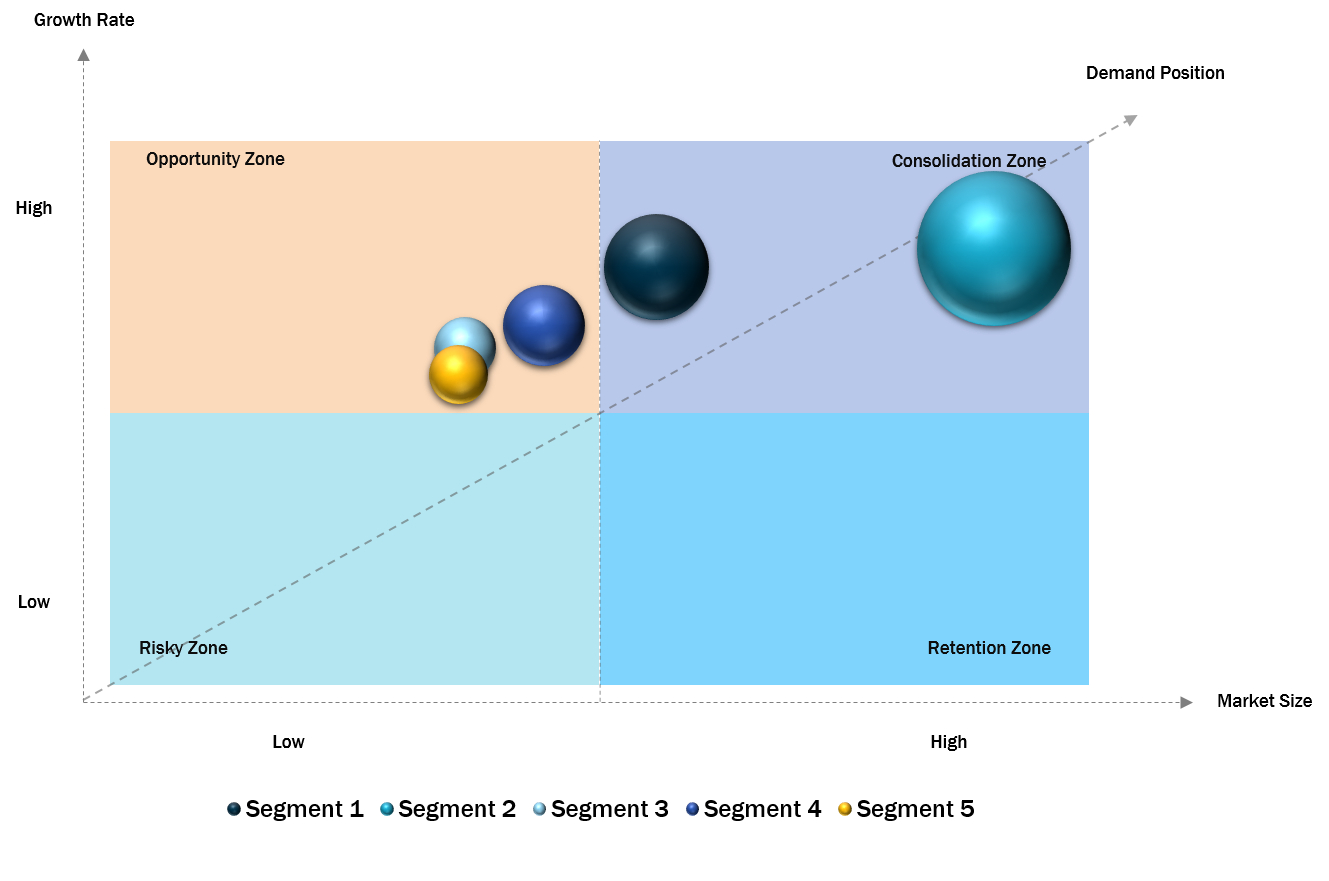 Growth Rate
Demand Position
Opportunity Zone
Consolidation Zone
High
Low
Risky Zone
Retention Zone
Market Size
Low
High
Segment 1 Segment 2 Segment 3 Segment 4 Segment 5